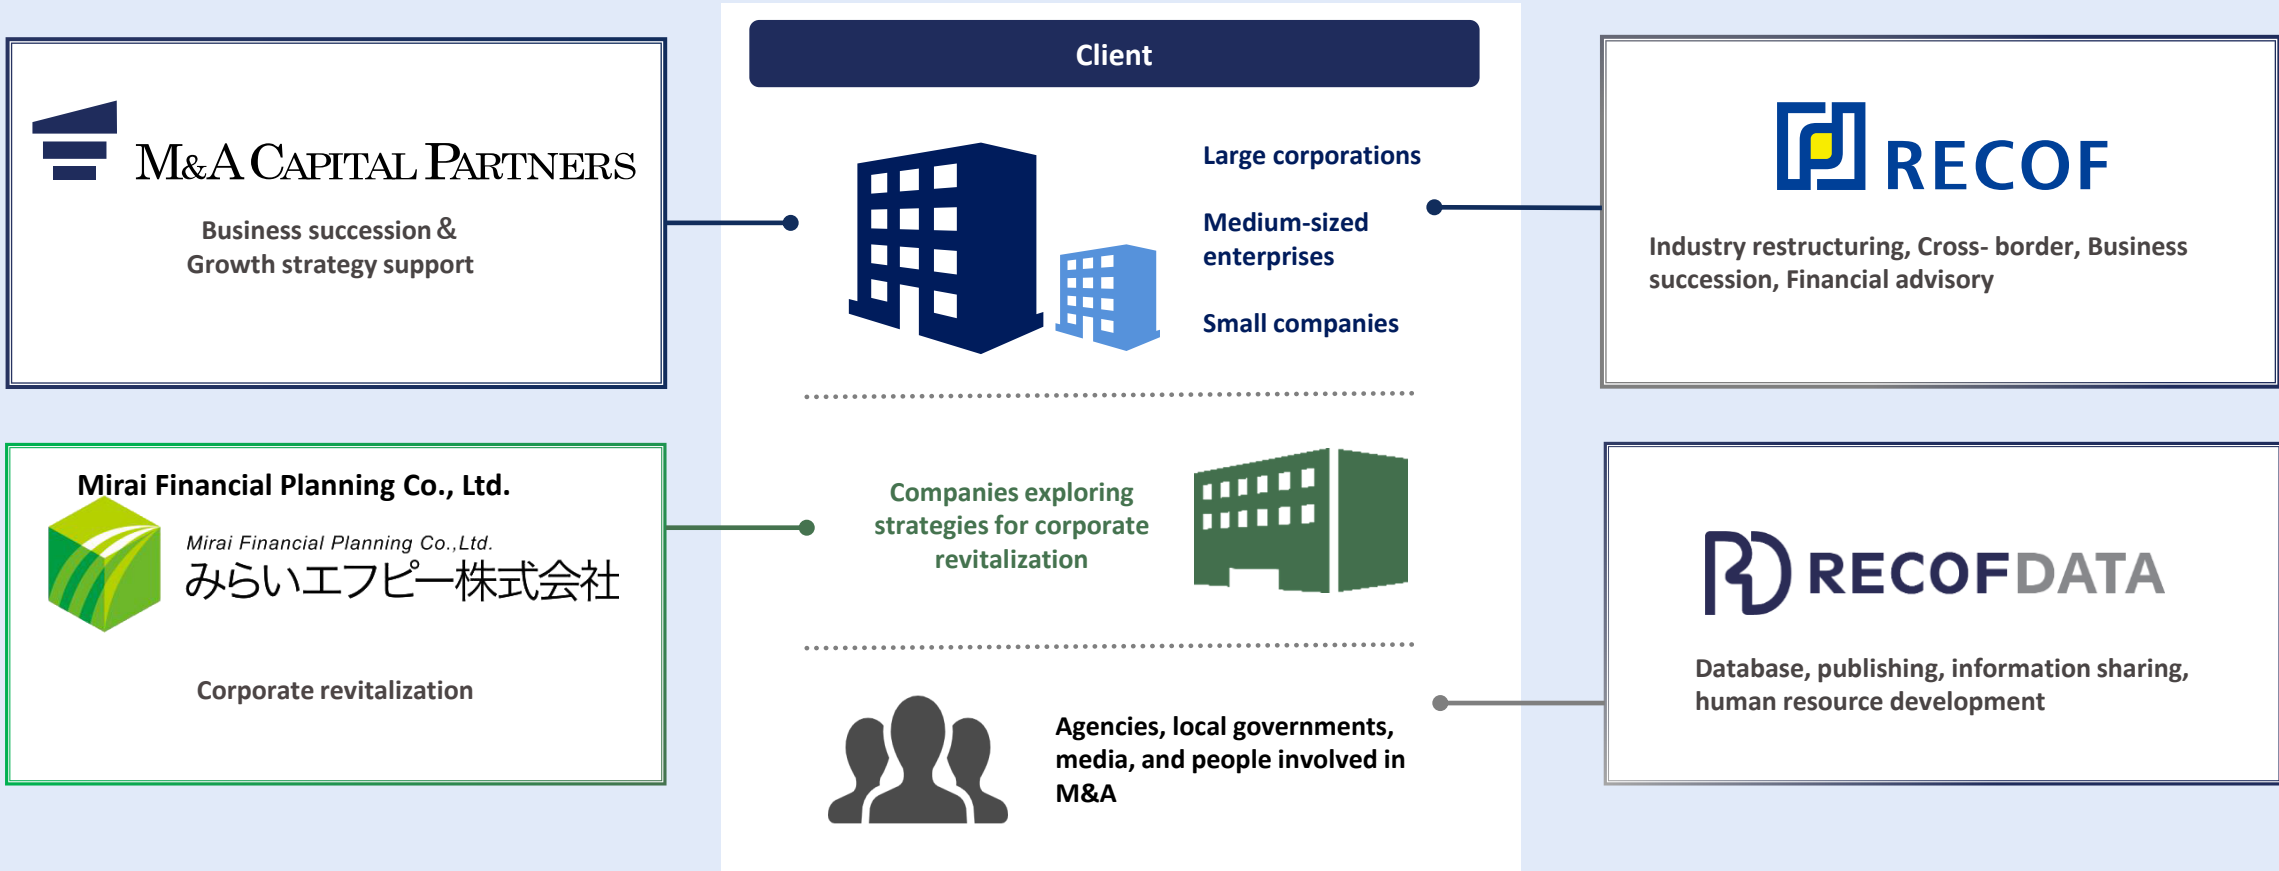 M&A CAPITAL PARTNERS
Business succession &
Growth strategy support
Mirai Financial Planning Co., Ltd.
Mirai Financial Planning Co.,Ltd.
みらいエフピー株式会社
Corporate revitalization
Client
Large corporations
Medium-sized
enterprises
Small companies
Companies exploring
strategies for corporate
revitalization
Agencies, local governments,
media, and people involved in
M&A
RECOF
Industry restructuring, Cross- border, Business
succession, Financial advisory
RECOFDATA
Database, publishing, information sharing,
human resource development